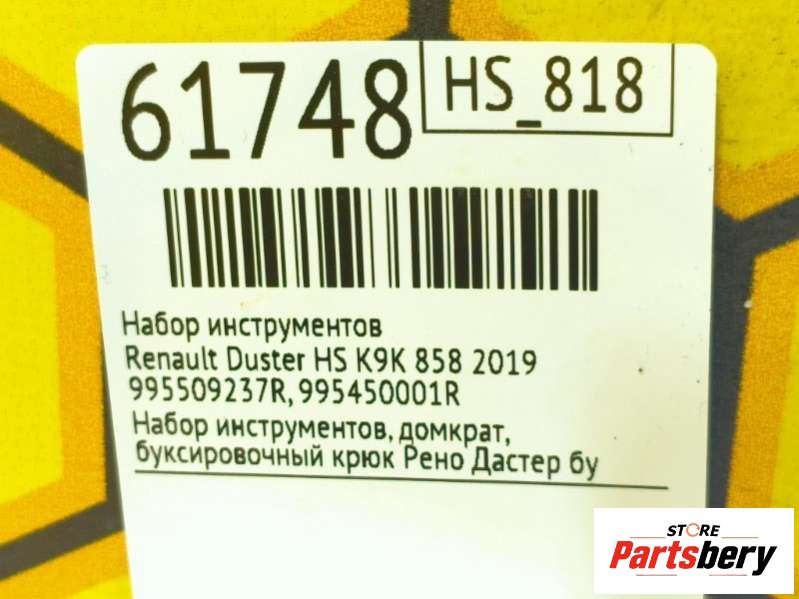 61748
HS_818
Набор инструментов
Renault Duster HS K9K 858 2019
995509237R, 995450001R
Набор инструментов, домкрат,
буксировочный крюк Рено Дастер бу
STORE
Partsbery